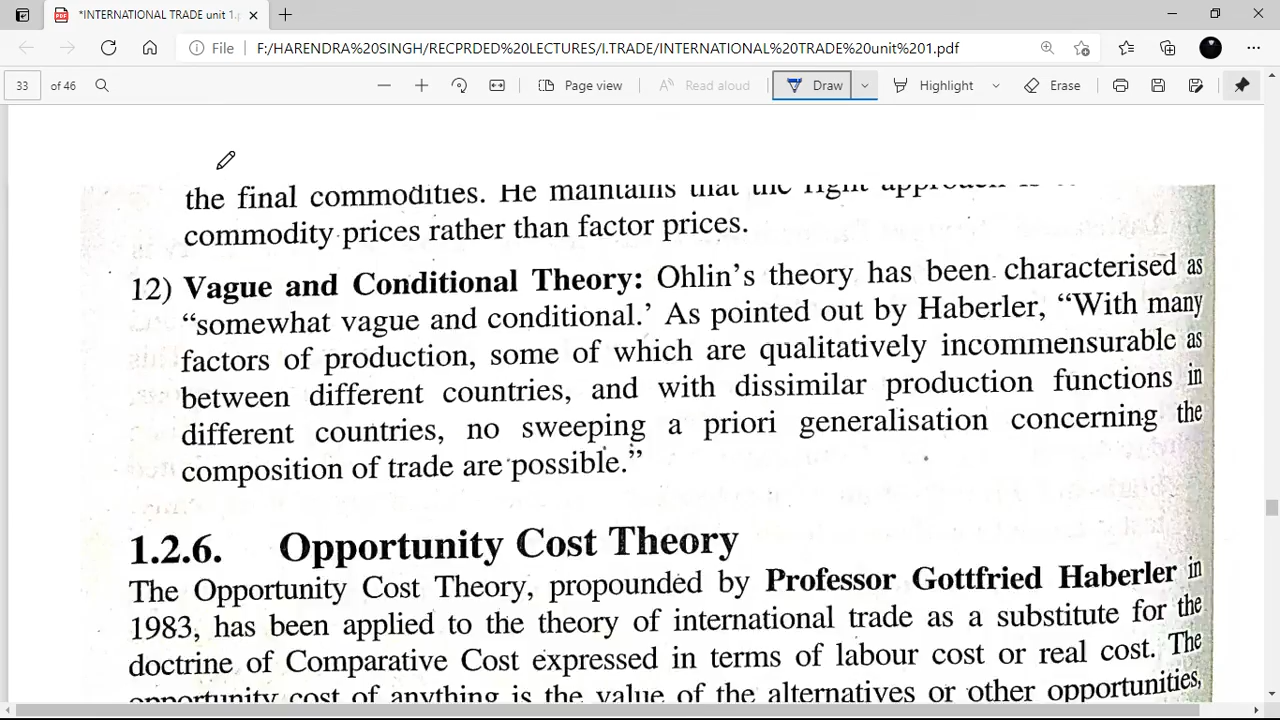 *INTERNATIONAL TRADE unit 1.p
File F:/HARENDRA%20SINGH/RECPRDED%20LECTURES/I.TRADE/INTERNATIONAL%20TRADE%20unit%201.pdf
33 of 46 Page view Read aloud Draw Highlight Erase
the final commodities. He maintains that the right approach is
commodity prices rather than factor prices.
12) Vague and Conditional Theory: Ohlin's theory has been characterised as
“somewhat vague and conditional.’ As pointed out by Haberler, “With many
factors of production, some of which are qualitatively incommensurable as
between different countries, and with dissimilar production functions in
different countries, no sweeping a priori generalisation concerning the
composition of trade are possible.”
1.2.6. Opportunity Cost Theory
The Opportunity Cost Theory, propounded by Professor Gottfried Haberler in
1983, has been applied to the theory of international trade as a substitute for the
doctrine of Comparative Cost expressed in terms of labour cost or real cost. The
opportunity cost of anything is the value of the alternatives or other opportunities,